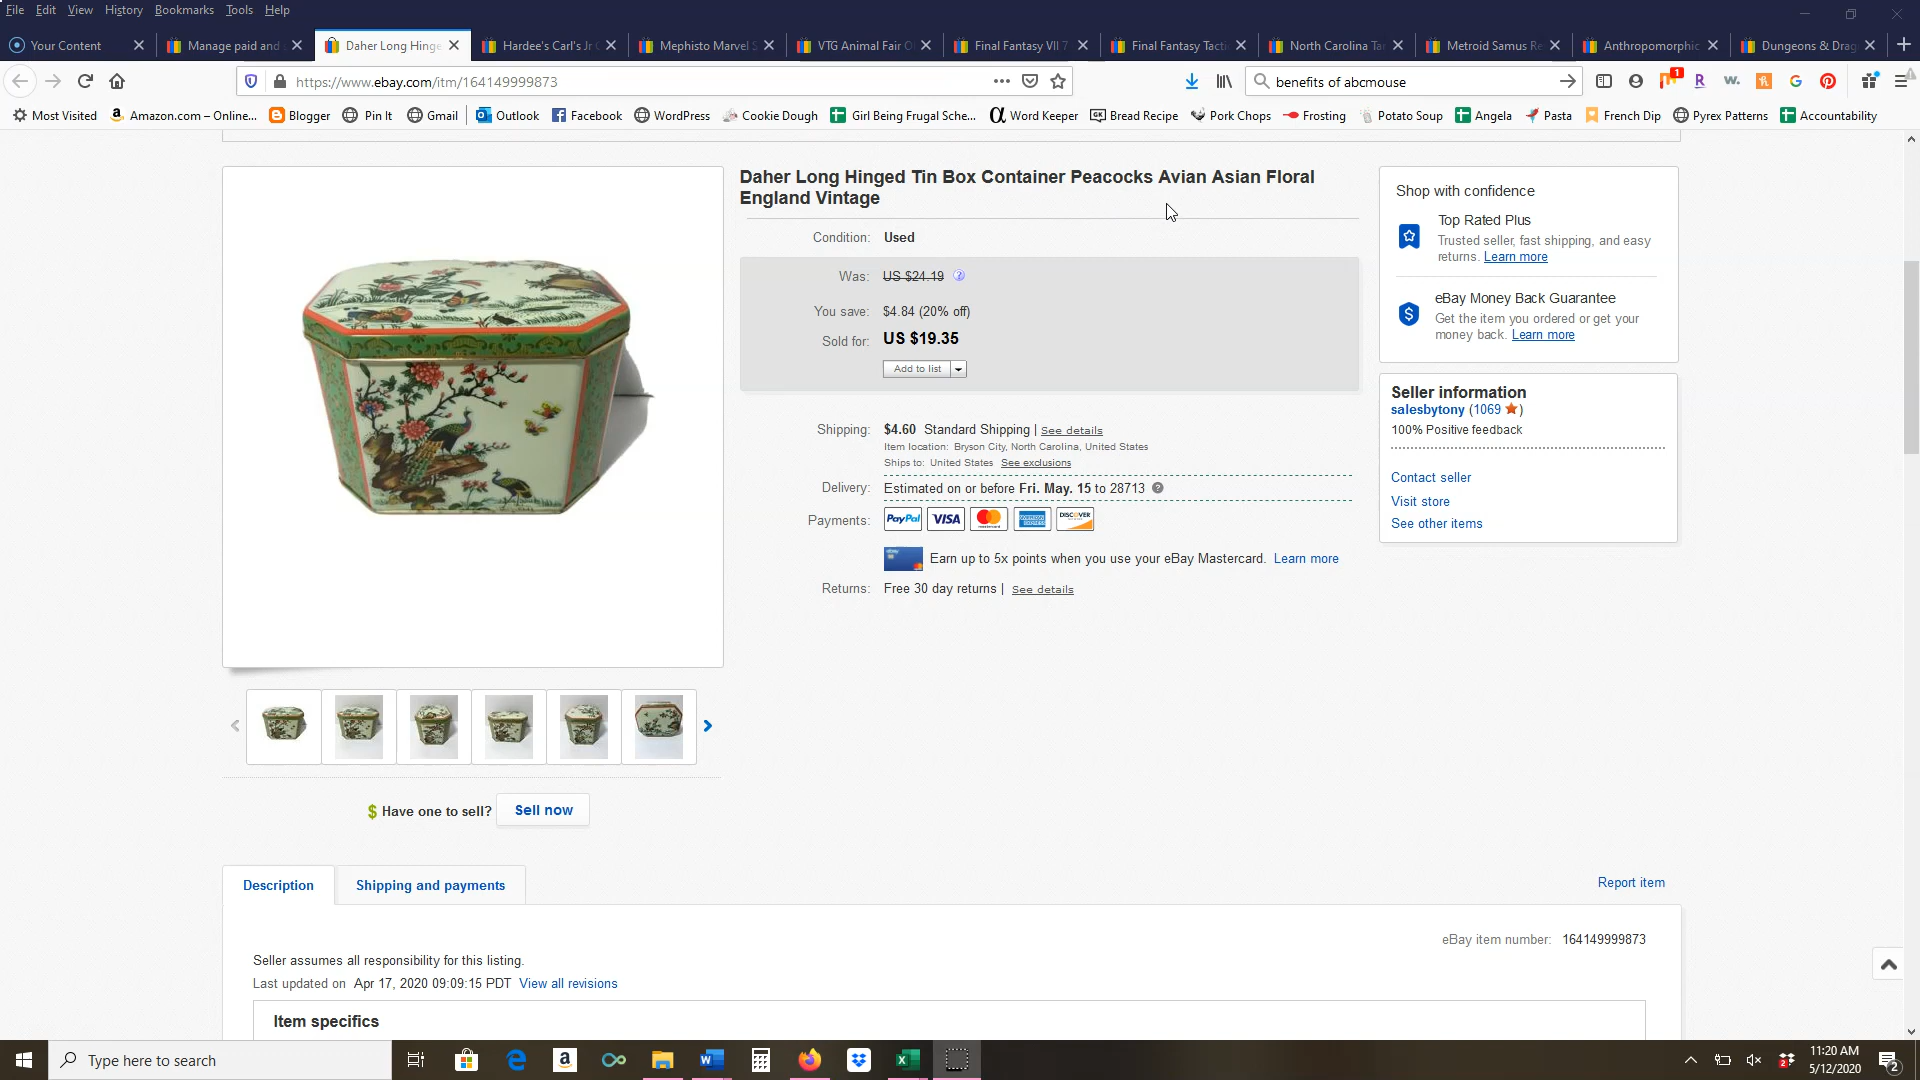 File Edit View History Bookmarks Tools Help
Your Content
Manage paid and
Daher Long Hinge
Hardee's Carl's Jr
Mephisto Marvel S
VTG Animal Fair O
Final Fantasy VII 7
Final Fantasy Tacti
North Carolina Tar
Metroid Samus Re
Anthropomorphic
Dungeons & Drag
https://www.ebay.com/itm/164149999873
benefits of abcmouse
1
Most Visited
Amazon.com – Online...
Blogger
Pin It
Gmail
Outlook
Facebook
WordPress
Cookie Dough
Girl Being Frugal Sche...
Word Keeper
Bread Recipe
Pork Chops
Frosting
Potato Soup
Angela
Pasta
French Dip
Pyrex Patterns
Accountability
Daher Long Hinged Tin Box Container Peacocks Avian Asian Floral
England Vintage
Condition: Used
Was: US $24.19
You save: $4.84 (20% off)
Sold for: US $19.35
Add to list
Shipping: $4.60 Standard Shipping | See details
Item location: Bryson City, North Carolina, United States
Ships to: United States See exclusions
Delivery: Estimated on or before Fri. May. 15 to 28713
Payments: PayPal VISA DISCOVER
Earn up to 5x points when you use your eBay Mastercard. Learn more
Returns: Free 30 day returns | See details
Shop with confidence
Top Rated Plus
Trusted seller, fast shipping, and easy
returns. Learn more
eBay Money Back Guarantee
Get the item you ordered or get your
money back. Learn more
Seller information
salesbytony (1069)
100% Positive feedback
Contact seller
Visit store
See other items
$ Have one to sell? Sell now
Description
Shipping and payments
Report item
eBay item number: 164149999873
Seller assumes all responsibility for this listing.
Last updated on Apr 17, 2020 09:09:15 PDT View all revisions
Item specifics
Type here to search
11:20 AM
5/12/2020
2